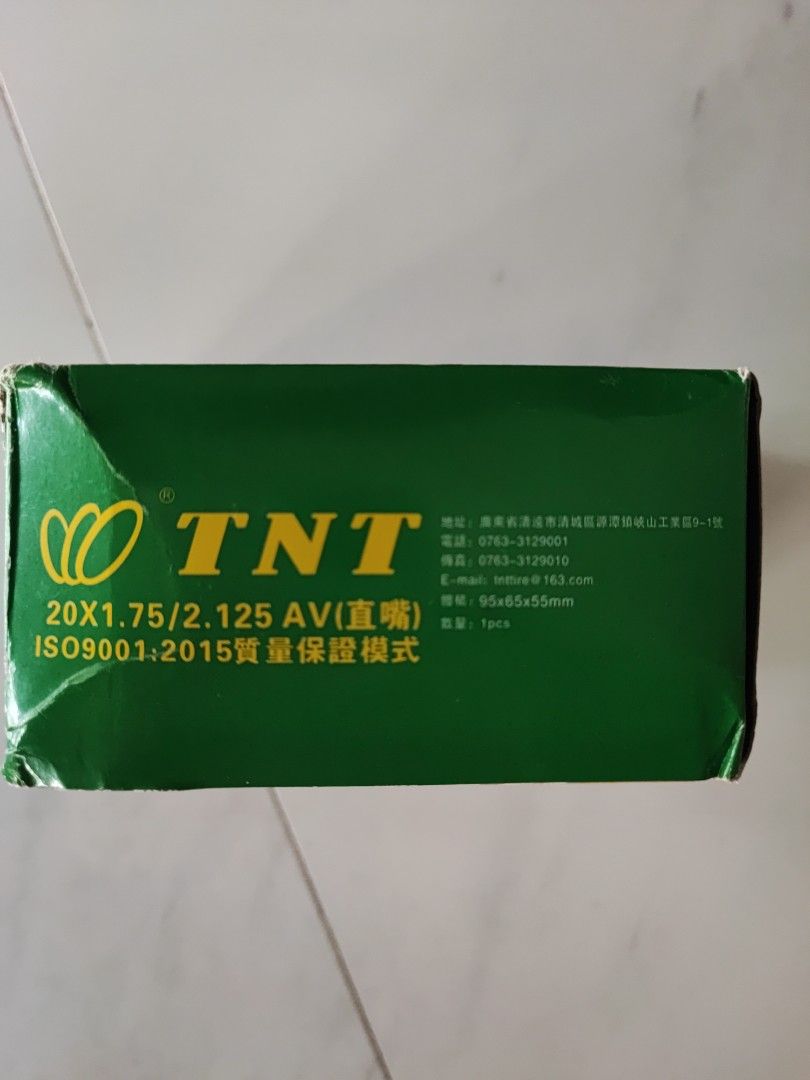 ® TNT
20X1.75/2.125 AV(直嘴)
ISO9001:2015質量保證模式
地址：廣東省清遠市清城區源潭鎮峽山工業區9-1號
電話：0763-3129001
傳真：0763-3129010
E-mail: tnttire@163.com
體積：95x65x55mm
數量：1pcs